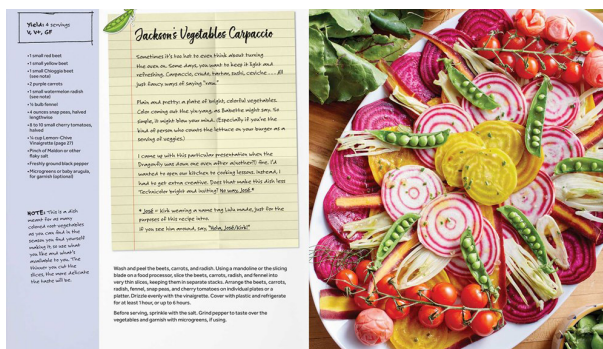 Yield: 4 servings
V, V+, GF
• 1 small red beet
• 1 small yellow beet
• 1 small Chioggia beet
(see note)
• 2 purple carrots
• 1 small watermelon radish
(see note)
• ½ bulb fennel
• 4 ounces snap peas, halved
lengthwise
• 8 to 10 small cherry tomatoes,
halved
• ¼ cup Lemon-Chive
Vinaigrette (page 27)
• Pinch of Maldon or other
flaky salt
• Freshly ground black pepper
• Microgreens or baby arugula,
for garnish (optional)
NOTE: This is a dish
meant for as many
colored root vegetables
as you can find in the
season you find yourself
making it; so use what
you like and what's
available to you. The
thinner you cut the
slices, the more delicate
the taste will be.
Jackson's Vegetables Carpaccio
Sometimes it's too hot to even think about turning
the oven on. Some days, you want to keep it light and
refreshing. Carpaccio, crudo, tartar, sushi, ceviche . . . All
just fancy ways of saying "raw."
Plain and pretty: a plate of bright, colorful vegetables.
Color coming out the yin-yang, as Babette might say. So
simple, it might blow your mind. (Especially if you're the
kind of person who counts the lettuce on your burger as a
serving of veggies.)
I came up with this particular presentation when the
Dragonfly was down one oven after another!!! Fine, I'd
wanted to open our kitchen to cooking lessons. Instead, I
had to get extra creative. Does that make this dish less
Technicolor bright and inviting? No way, José.*
* José = Kirk wearing a name tag Lulu made, just for the
purposes of this recipe intro.
If you see him around, say, "Hola, José/Kirk!"
Wash and peel the beets, carrots, and radish. Using a mandoline or the slicing
blade on a food processor, slice the beets, carrots, radish, and fennel into
very thin slices, keeping them in separate stacks. Arrange the beets, carrots,
radish, fennel, snap peas, and cherry tomatoes on individual plates or a
platter. Drizzle evenly with the vinaigrette. Cover with plastic and refrigerate
for at least 1 hour, or up to 6 hours.
Before serving, sprinkle with the salt. Grind pepper to taste over the
vegetables and garnish with microgreens, if using.